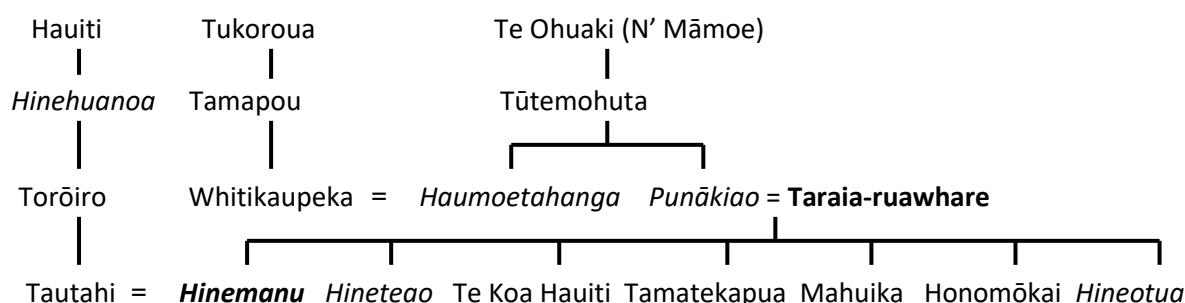 Hauiti Tukoroua Te Ohuaki (N’ Māmoe)
Hinehuanoa Tamapou Tūtemohuta
Torōiro Whitikaupeka = Haumoetahanga Punākiao = Taraia-ruawhare
Tautahi = Hinemanu Hinetego Te Koa Hauiti Tamatekapua Mahuika Honomōkai Hineotua